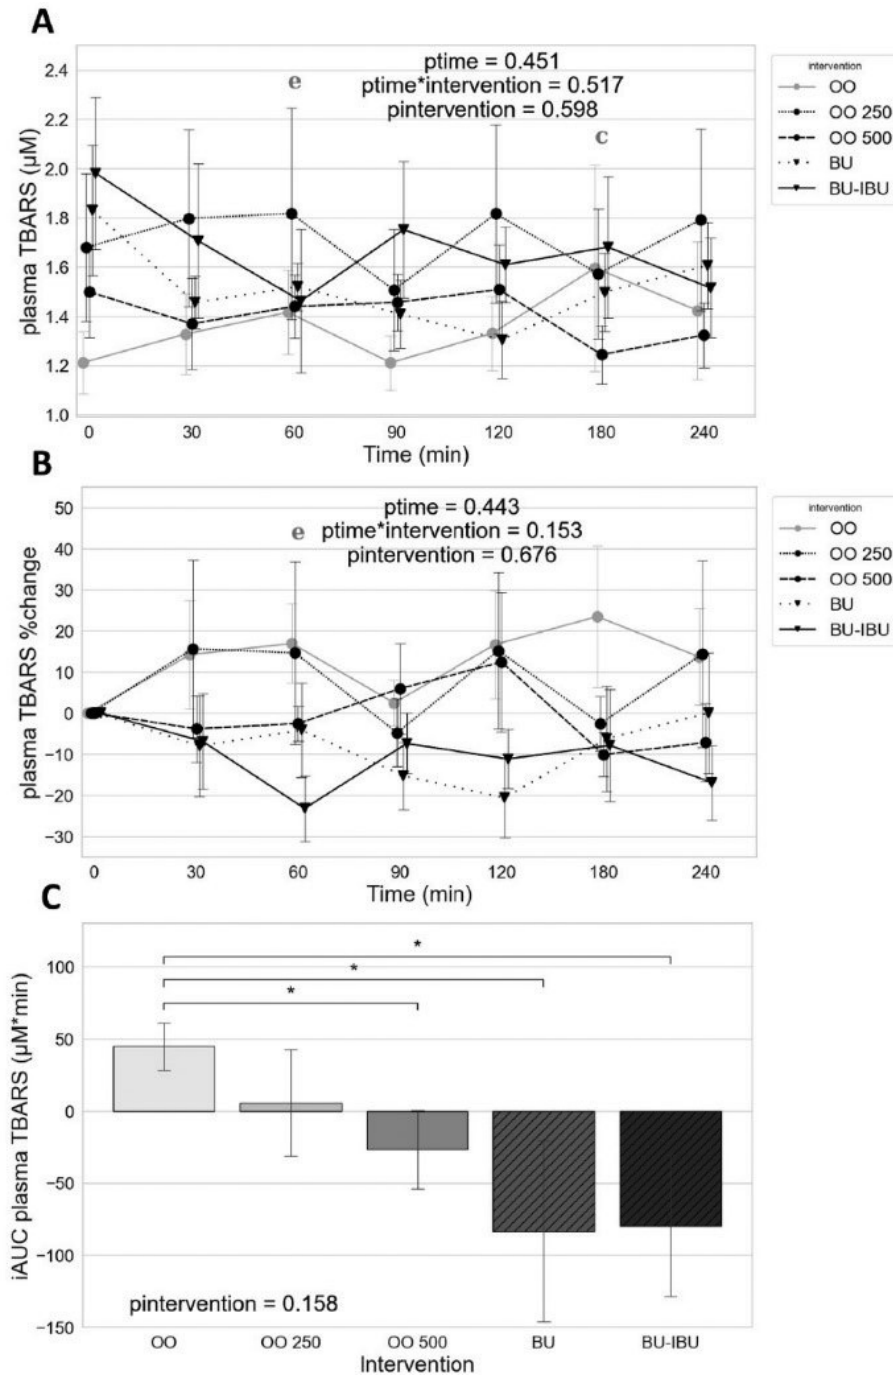 A
ptime = 0.451
ptime*intervention = 0.517
pintervention = 0.598
e
c
2.4
2.2
2.0
1.8
1.6
1.4
1.2
1.0
plasma TBARS (µM)
0 30 60 90 120 180 240
Time (min)
intervention
OO
OO 250
OO 500
BU
BU-IBU
B
ptime = 0.443
ptime*intervention = 0.153
pintervention = 0.676
e
50
40
30
20
10
0
−10
−20
−30
plasma TBARS %change
0 30 60 90 120 180 240
Time (min)
intervention
OO
OO 250
OO 500
BU
BU-IBU
C
*
*
*
100
50
0
−50
−100
−150
iAUC plasma TBARS (µM*min)
pintervention = 0.158
OO OO 250 OO 500 BU BU-IBU
Intervention